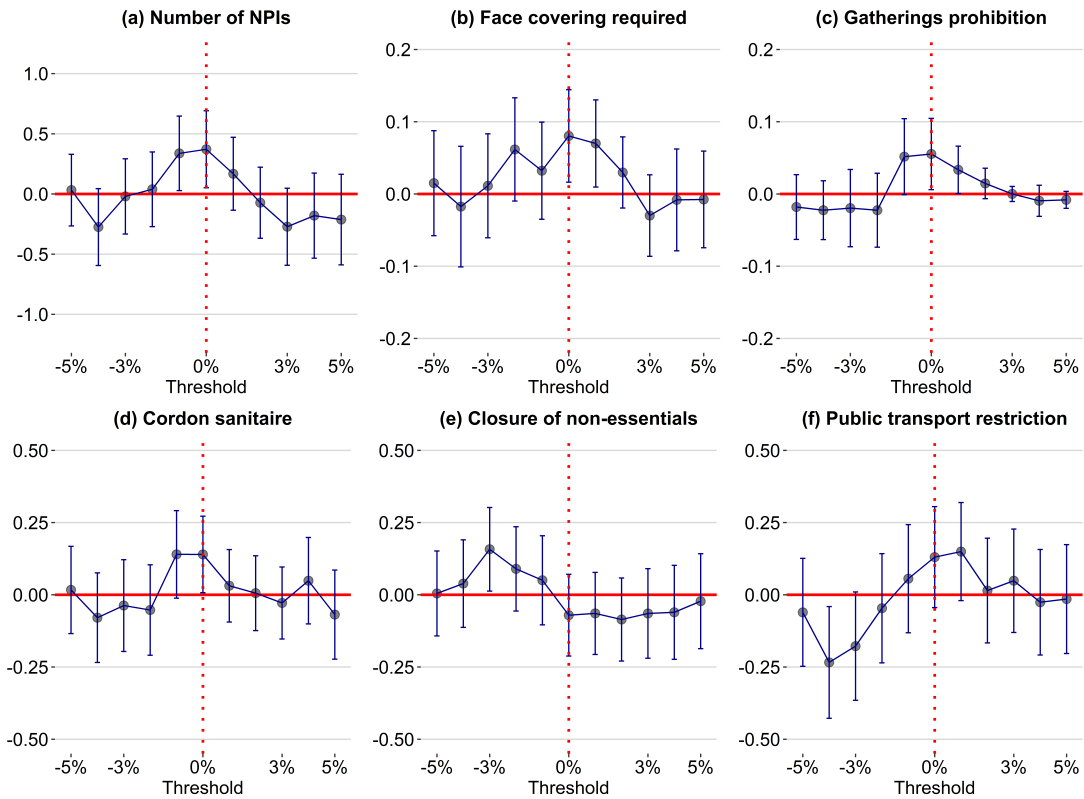 (a) Number of NPIs
1.0
0.5
0.0
-0.5
-1.0
-5% -3% 0% 3% 5%
Threshold
(b) Face covering required
0.2
0.1
0.0
-0.1
-0.2
-5% -3% 0% 3% 5%
Threshold
(c) Gatherings prohibition
0.2
0.1
0.0
-0.1
-0.2
-5% -3% 0% 3% 5%
Threshold
(d) Cordon sanitaire
0.50
0.25
0.00
-0.25
-0.50
-5% -3% 0% 3% 5%
Threshold
(e) Closure of non-essentials
0.50
0.25
0.00
-0.25
-0.50
-5% -3% 0% 3% 5%
Threshold
(f) Public transport restriction
0.50
0.25
0.00
-0.25
-0.50
-5% -3% 0% 3% 5%
Threshold